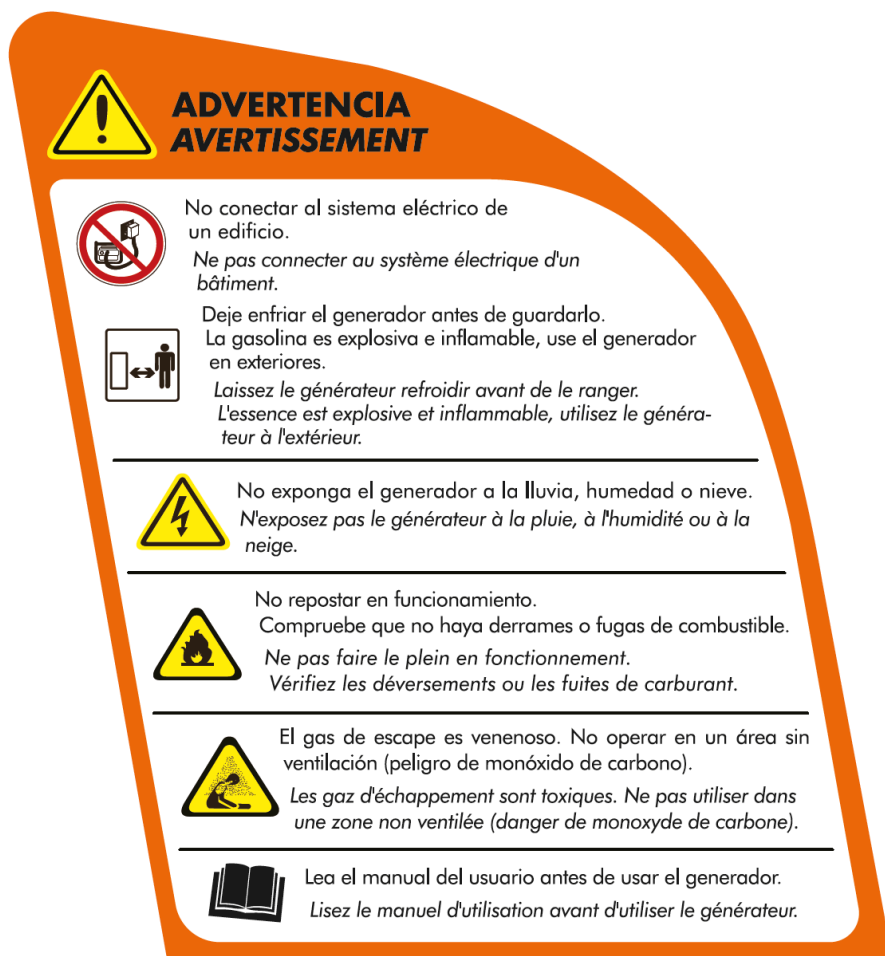 ADVERTENCIA
AVERTISSEMENT
No conectar al sistema eléctrico de
un edificio.
Ne pas connecter au système électrique d'un
bâtiment.
Deje enfriar el generador antes de guardarlo.
La gasolina es explosiva e inflamable, use el generador
en exteriores.
Laissez le générateur refroidir avant de le ranger.
L'essence est explosive et inflammable, utilisez le généra-
teur à l'extérieur.
No exponga el generador a la lluvia, humedad o nieve.
N'exposez pas le générateur à la pluie, à l'humidité ou à la
neige.
No repostar en funcionamiento.
Compruebe que no haya derrames o fugas de combustible.
Ne pas faire le plein en fonctionnement.
Vérifiez les déversements ou les fuites de carburant.
El gas de escape es venenoso. No operar en un área sin
ventilación (peligro de monóxido de carbono).
Les gaz d'échappement sont toxiques. Ne pas utiliser dans
une zone non ventilée (danger de monoxyde de carbone).
Lea el manual del usuario antes de usar el generador.
Lisez le manuel d'utilisation avant d'utiliser le générateur.